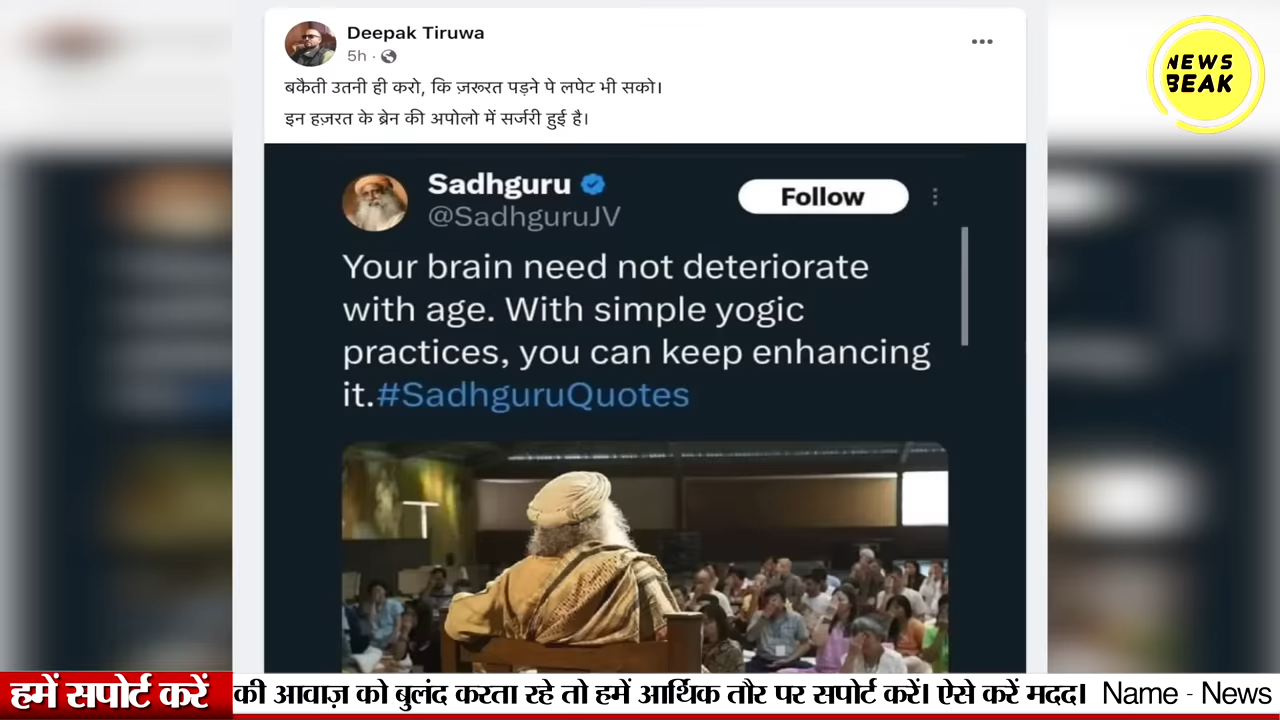 Deepak Tiruwa
5h
बकैती उतनी ही करो, कि ज़रूरत पड़ने पे लपेट भी सको।
इन हज़रत के ब्रेन की अपोलो में सर्जरी हुई है।
NEWS
BEAK
Sadhguru
@SadhguruJV
Follow
Your brain need not deteriorate
with age. With simple yogic
practices, you can keep enhancing
it.#SadhguruQuotes
हमें सपोर्ट करें
की आवाज़ को बुलंद करता रहे तो हमें आर्थिक तौर पर सपोर्ट करें। ऐसे करें मदद। Name - News